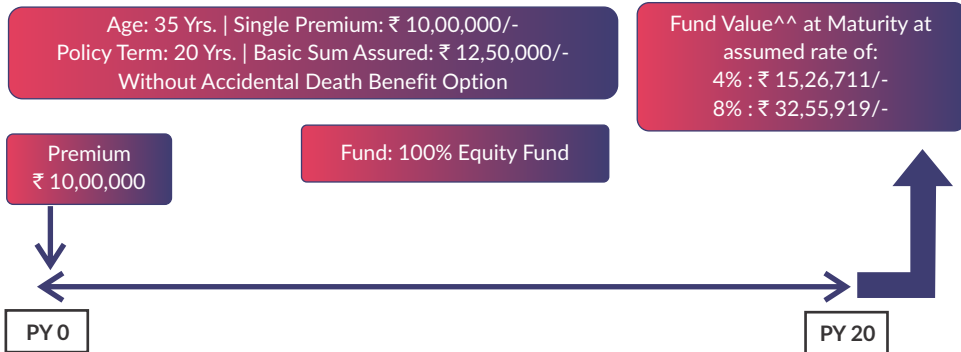 Age: 35 Yrs. | Single Premium: ₹ 10,00,000/-
Policy Term: 20 Yrs. | Basic Sum Assured: ₹ 12,50,000/-
Without Accidental Death Benefit Option
Fund Value^^ at Maturity at
assumed rate of:
4% : ₹ 15,26,711/-
8% : ₹ 32,55,919/-
Premium
₹ 10,00,000
Fund: 100% Equity Fund
PY 0
PY 20